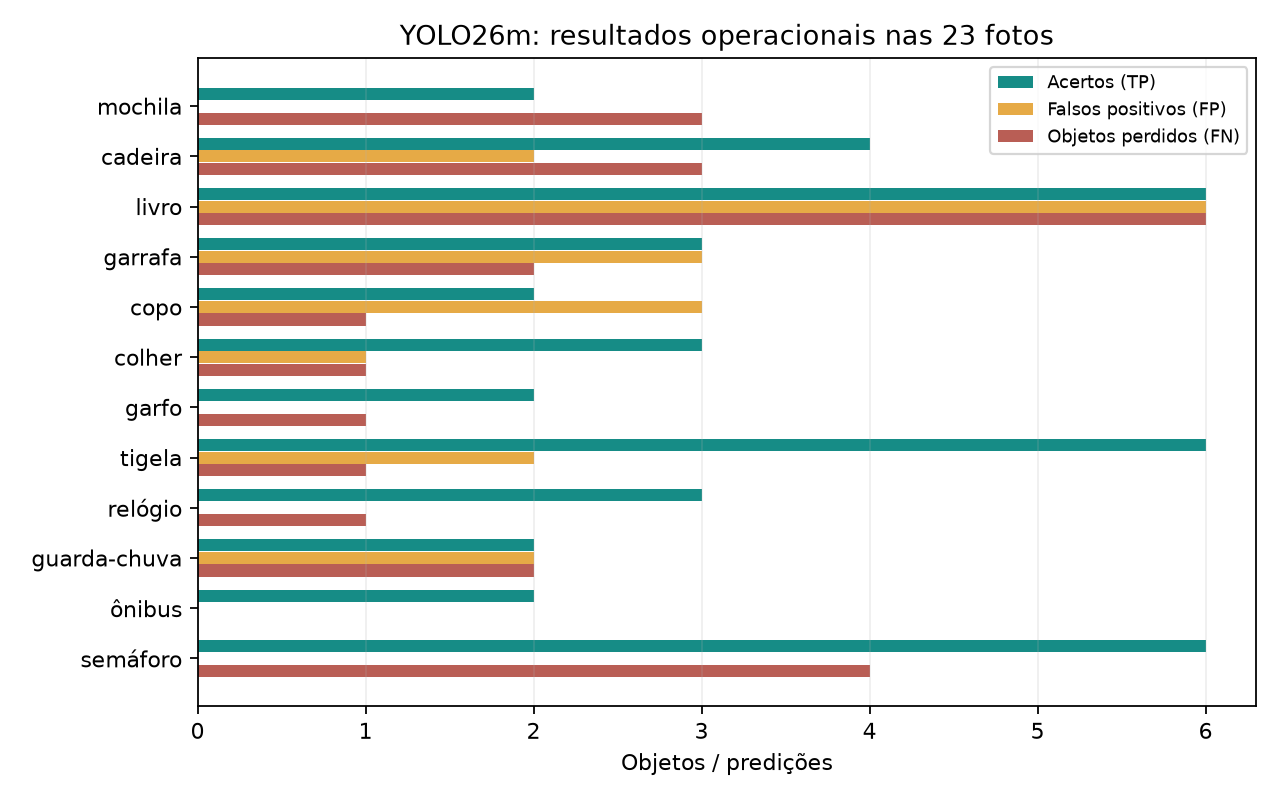 YOLO26m: resultados operacionais nas 23 fotos
Acertos (TP)
Falsos positivos (FP)
Objetos perdidos (FN)
mochila
cadeira
livro
garrafa
copo
colher
garfo
tigela
relógio
guarda-chuva
ônibus
semáforo
0 1 2 3 4 5 6
Objetos / predições